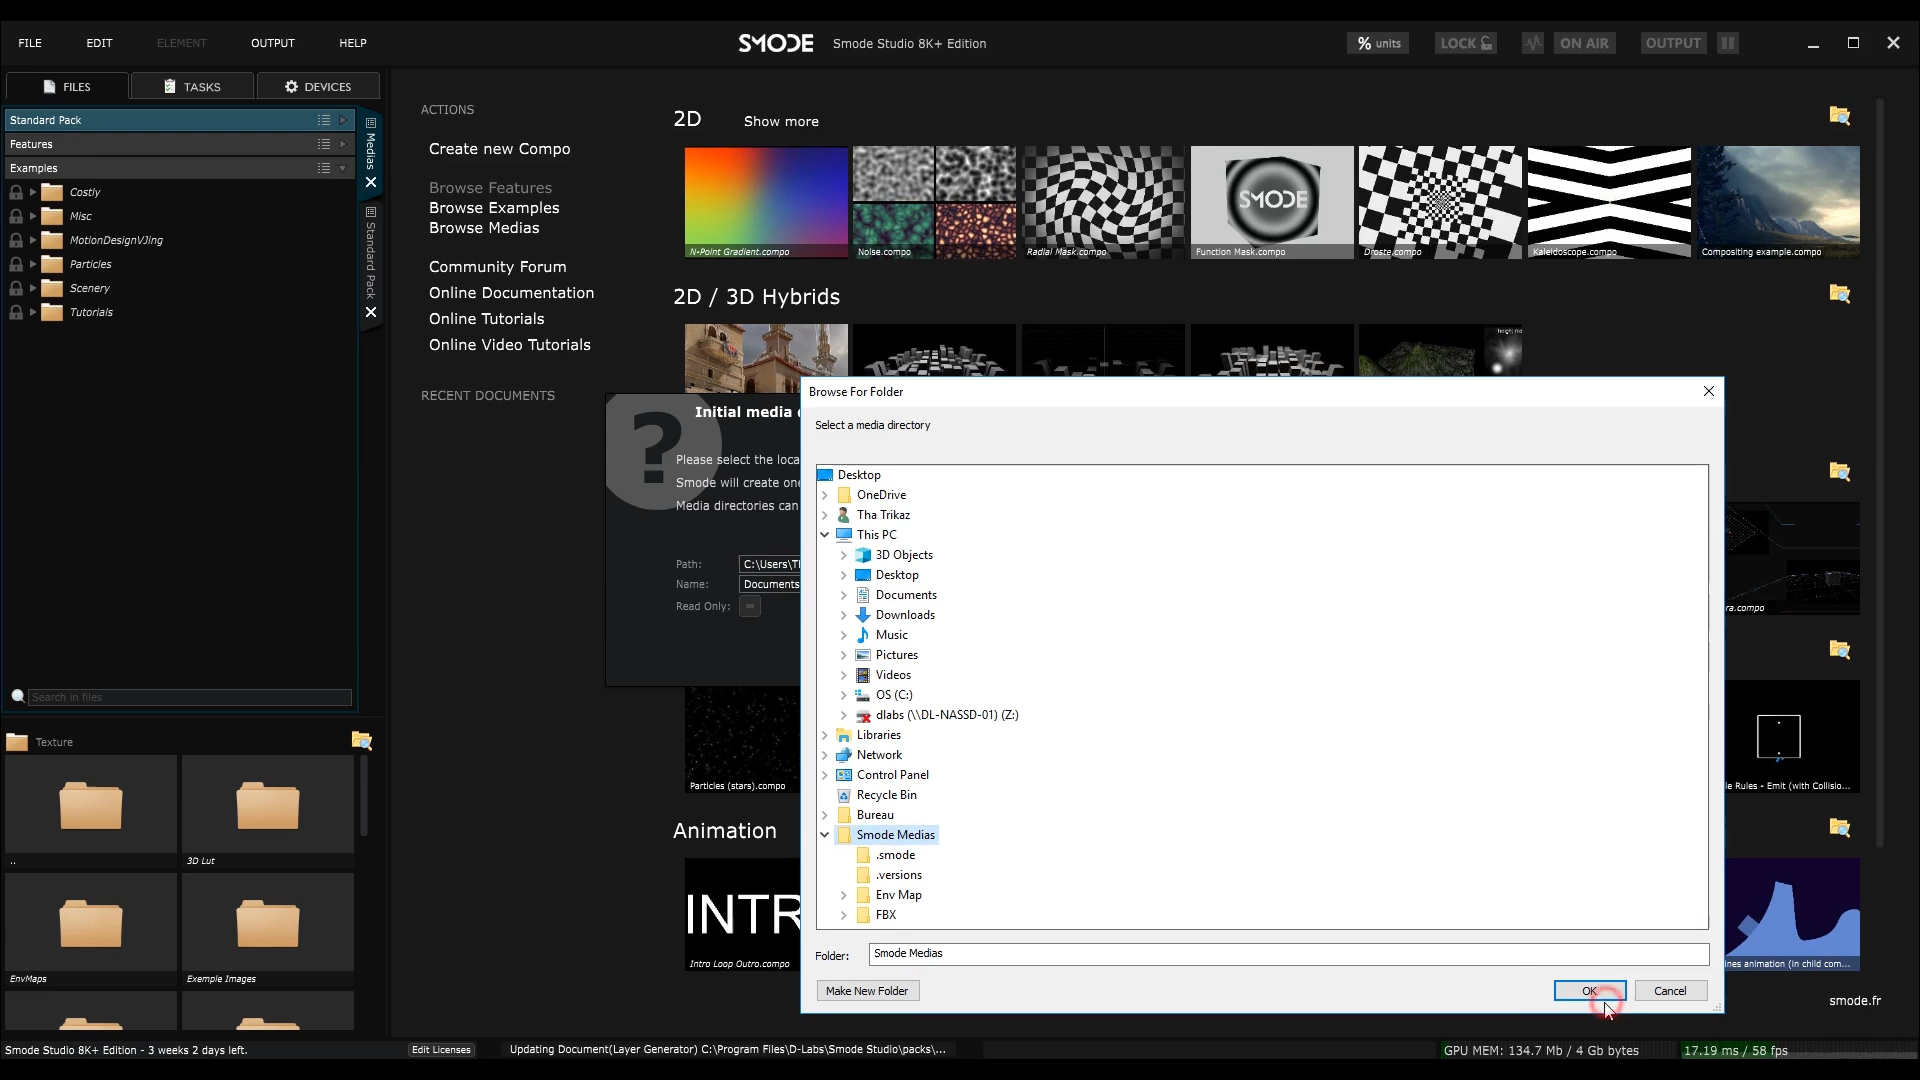 FILE EDIT ELEMENT OUTPUT HELP
SMODE Smode Studio 8K+ Edition
% units LOCK ON AIR OUTPUT
FILES TASKS DEVICES
Standard Pack
Features
Examples
Costly
Misc
MotionDesignVJing
Particles
Scenery
Tutorials
Medias
Standard Pack
Search in files
Texture
..
3D Lut
EnvMaps
Exemple Images
ACTIONS
Create new Compo
Browse Features
Browse Examples
Browse Medias
Community Forum
Online Documentation
Online Tutorials
Online Video Tutorials
RECENT DOCUMENTS
2D Show more
SMODE
N-Point Gradient.compo
Noise.compo
Radial Mask.compo
Function Mask.compo
Droste.compo
Kaleidoscope.compo
Compositing example.compo
2D / 3D Hybrids
Initial media
Please select the loca
Smode will create one
Media directories can
Path: C:\Users\
Name: Documents
Read Only:
Browse For Folder
Select a media directory
Desktop
OneDrive
Tha Trikaz
This PC
3D Objects
Desktop
Documents
Downloads
Music
Pictures
Videos
OS (C:)
dlabs (\\DL-NASSD-01) (Z:)
Libraries
Network
Control Panel
Recycle Bin
Bureau
Smode Medias
.smode
.versions
Env Map
FBX
Folder: Smode Medias
Make New Folder OK Cancel
ra.compo
Particles (stars).compo
le Rules - Emit (with Collisio...
Animation
INTR
Intro Loop Outro.compo
ines animation (in child com...
smode.fr
Smode Studio 8K+ Edition - 3 weeks 2 days left. Edit Licenses Updating Document(Layer Generator) C:\Program Files\D-Labs\Smode Studio\packs\... GPU MEM: 134.7 Mb / 4 Gb bytes 17.19 ms / 58 fps